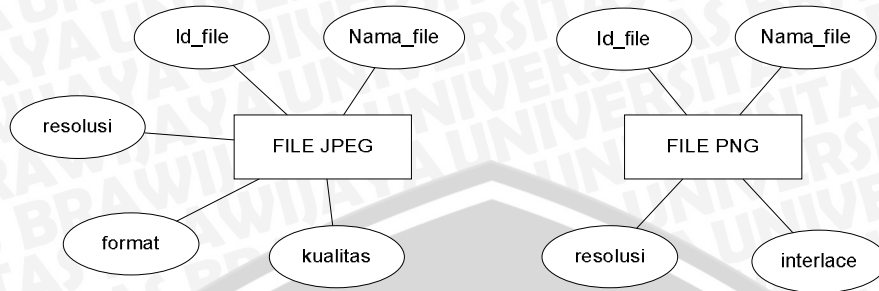 Id_file
Nama_file
resolusi
FILE JPEG
format
kualitas
Id_file
Nama_file
FILE PNG
resolusi
interlace